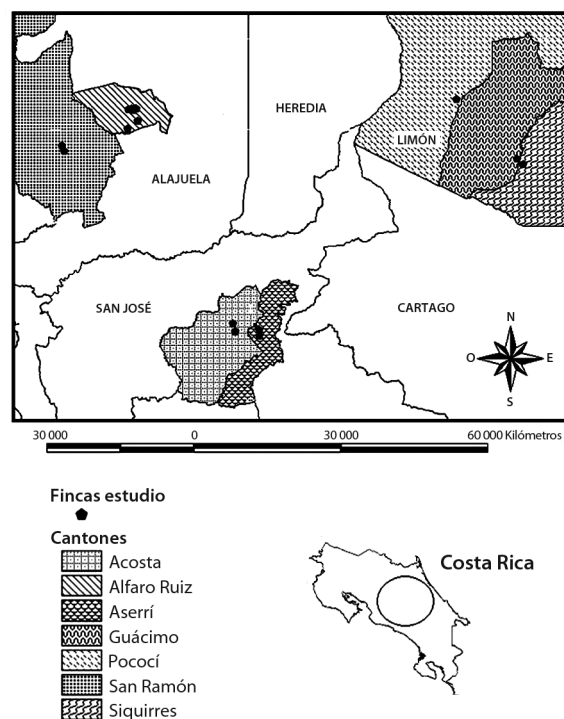 HEREDIA
LIMÓN
ALAJUELA
SAN JOSÉ
CARTAGO
N
O E
S
30 000 0 30 000 60 000 Kilómetros
Fincas estudio
Cantones
Acosta
Alfaro Ruiz
Aserrí
Guácimo
Pococí
San Ramón
Siquirres
Costa Rica